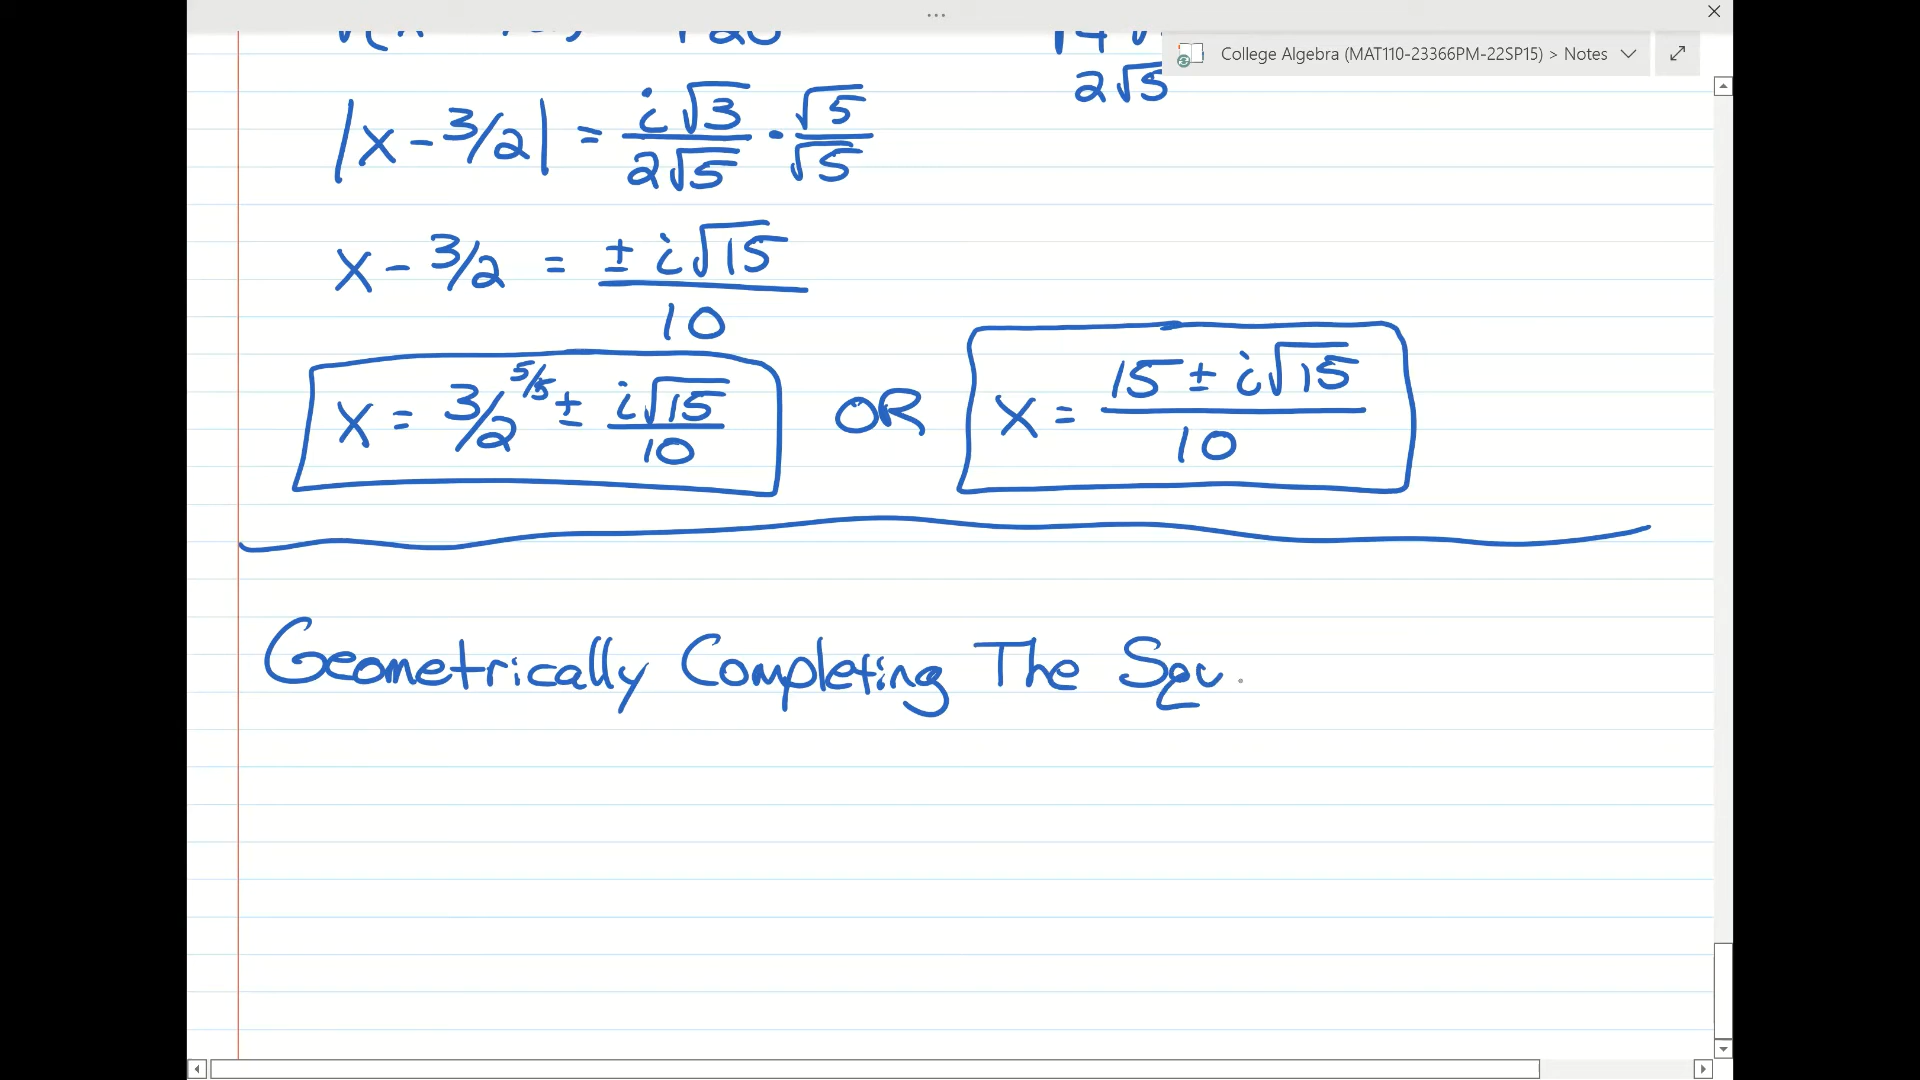 College Algebra (MAT110-23366PM-22SP15) > Notes
2√5
|x - 3/2| = i√3/2√5 · √5/√5
x - 3/2 = ± i√15/10
x = 3/2 5/5 ± i√15/10 OR x = 15 ± i√15/10
Geometrically Completing The Squ